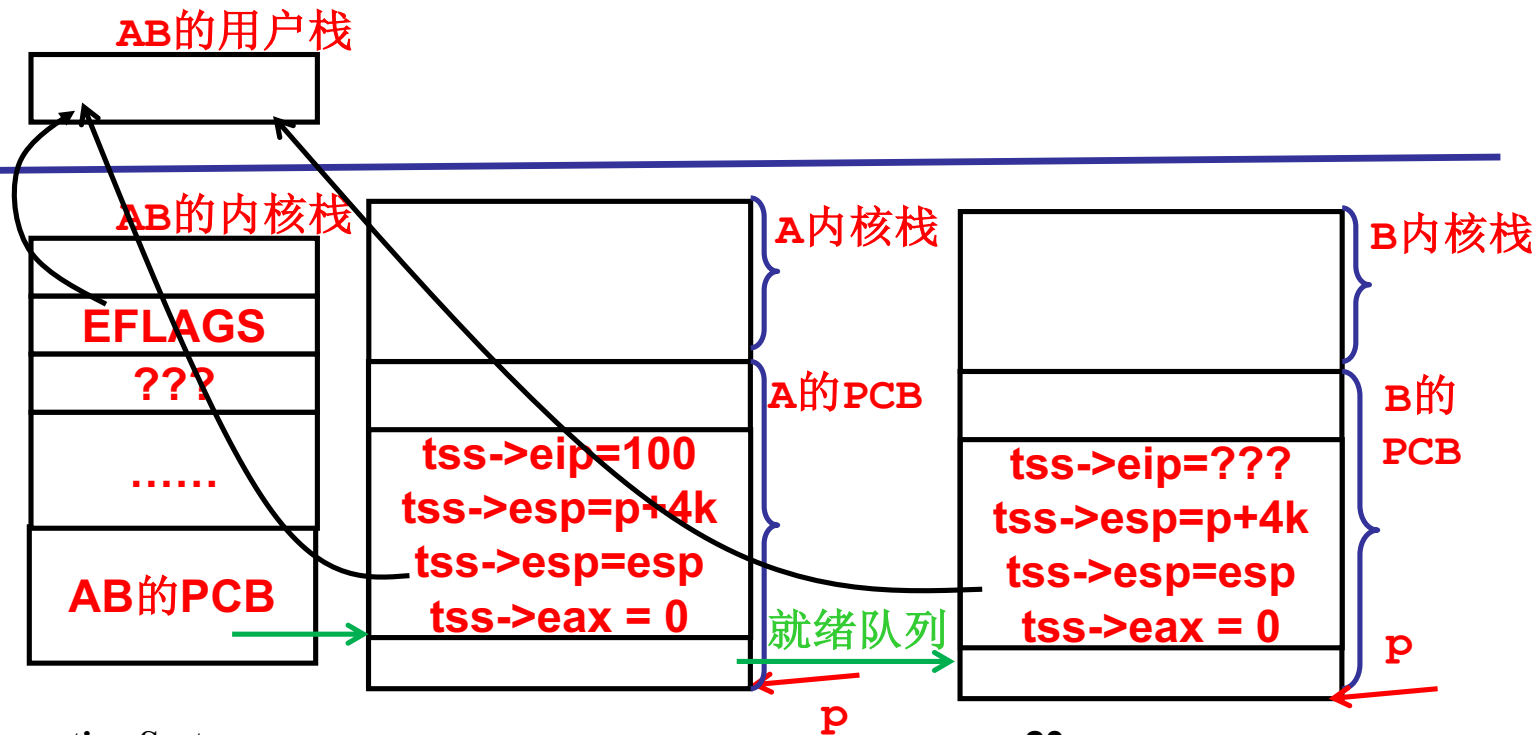 AB的用户栈
AB的内核栈
EFLAGS
???
......
AB的PCB
A内核栈
A的PCB
tss->eip=100
tss->esp=p+4k
tss->esp=esp
tss->eax = 0
就绪队列
p
B内核栈
B的
PCB
tss->eip=???
tss->esp=p+4k
tss->esp=esp
tss->eax = 0
p